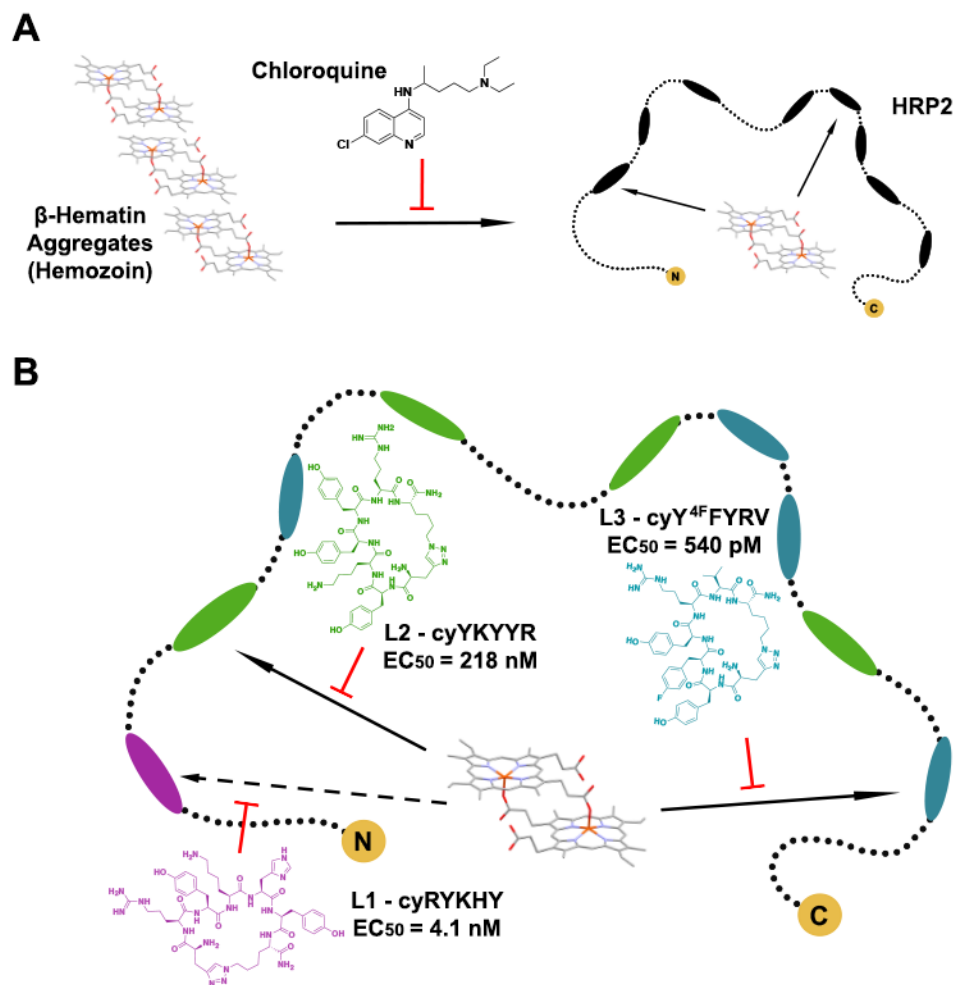 A
Chloroquine
HN
N
Cl
N
HRP2
β-Hematin
Aggregates
(Hemozoin)
N
C
B
L3 - cyY⁴ᶠFYRV
EC₅₀ = 540 pM
L2 - cyYKYYR
EC₅₀ = 218 nM
N
L1 - cyRYKHY
EC₅₀ = 4.1 nM
C